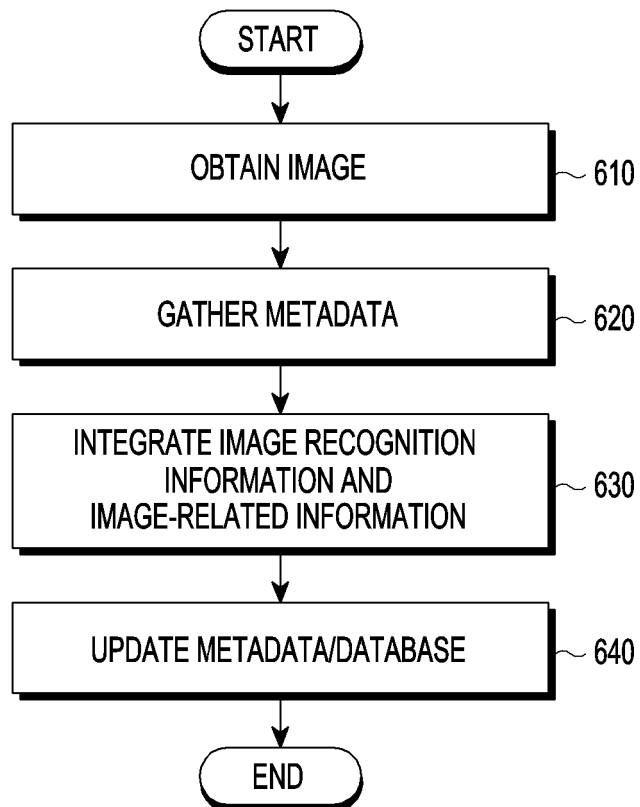 START
OBTAIN IMAGE
610
GATHER METADATA
620
INTEGRATE IMAGE RECOGNITION
INFORMATION AND
IMAGE-RELATED INFORMATION
630
UPDATE METADATA/DATABASE
640
END